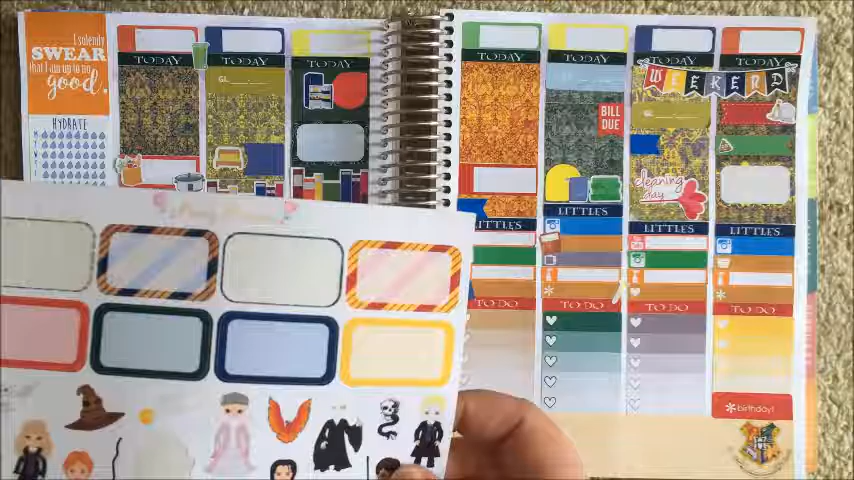 I solemnly
SWEAR
that I am up to no
good.
HYDRATE
TODAY
TODAY
TODAY
TODAY
TODAY
TODAY
TODAY
WEEKEND
BILL
DUE
cleaning
day
LITTLES
LITTLES
LITTLES
LITTLES
TO DO
TO DO
TO DO
TO DO
*birthday!